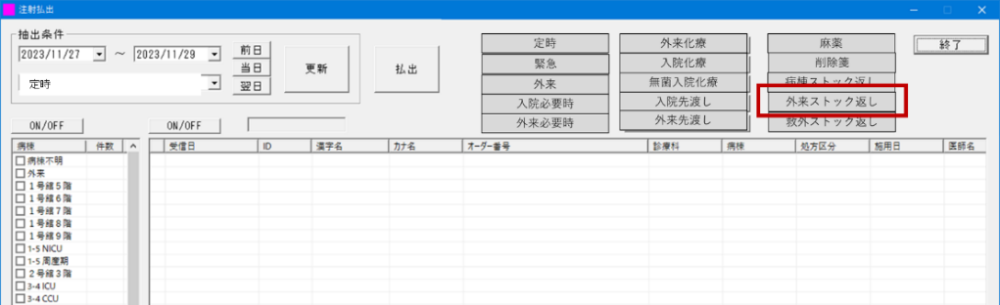 注射払出
抽出条件
2023/11/27 ～ 2023/11/29
定時
前日
当日
翌日
更新
払出
定時
緊急
外来
入院必要時
外来必要時
外来化療
入院化療
無菌入院化療
入院先渡し
外来先渡し
麻薬
削除箋
病棟ストック返し
外来ストック返し
救外ストック返し
終了
ON/OFF
ON/OFF
病棟 件数
病棟不明
外来
1号館5階
1号館6階
1号館7階
1号館8階
1号館9階
1-5 NICU
1-5 周産期
2号館3階
3-4 ICU
3-4 CCU
受信日 ID 漢字名 カナ名 オーダー番号 診療科 病棟 処方区分 施用日 医師名